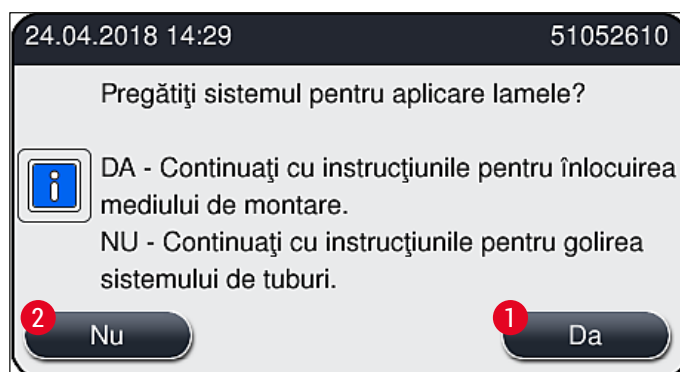 24.04.2018 14:29 51052610
Pregătiţi sistemul pentru aplicare lamele?
DA - Continuaţi cu instrucţiunile pentru înlocuirea
mediului de montare.
NU - Continuaţi cu instrucţiunile pentru golirea
sistemului de tuburi.
2 Nu 1 Da